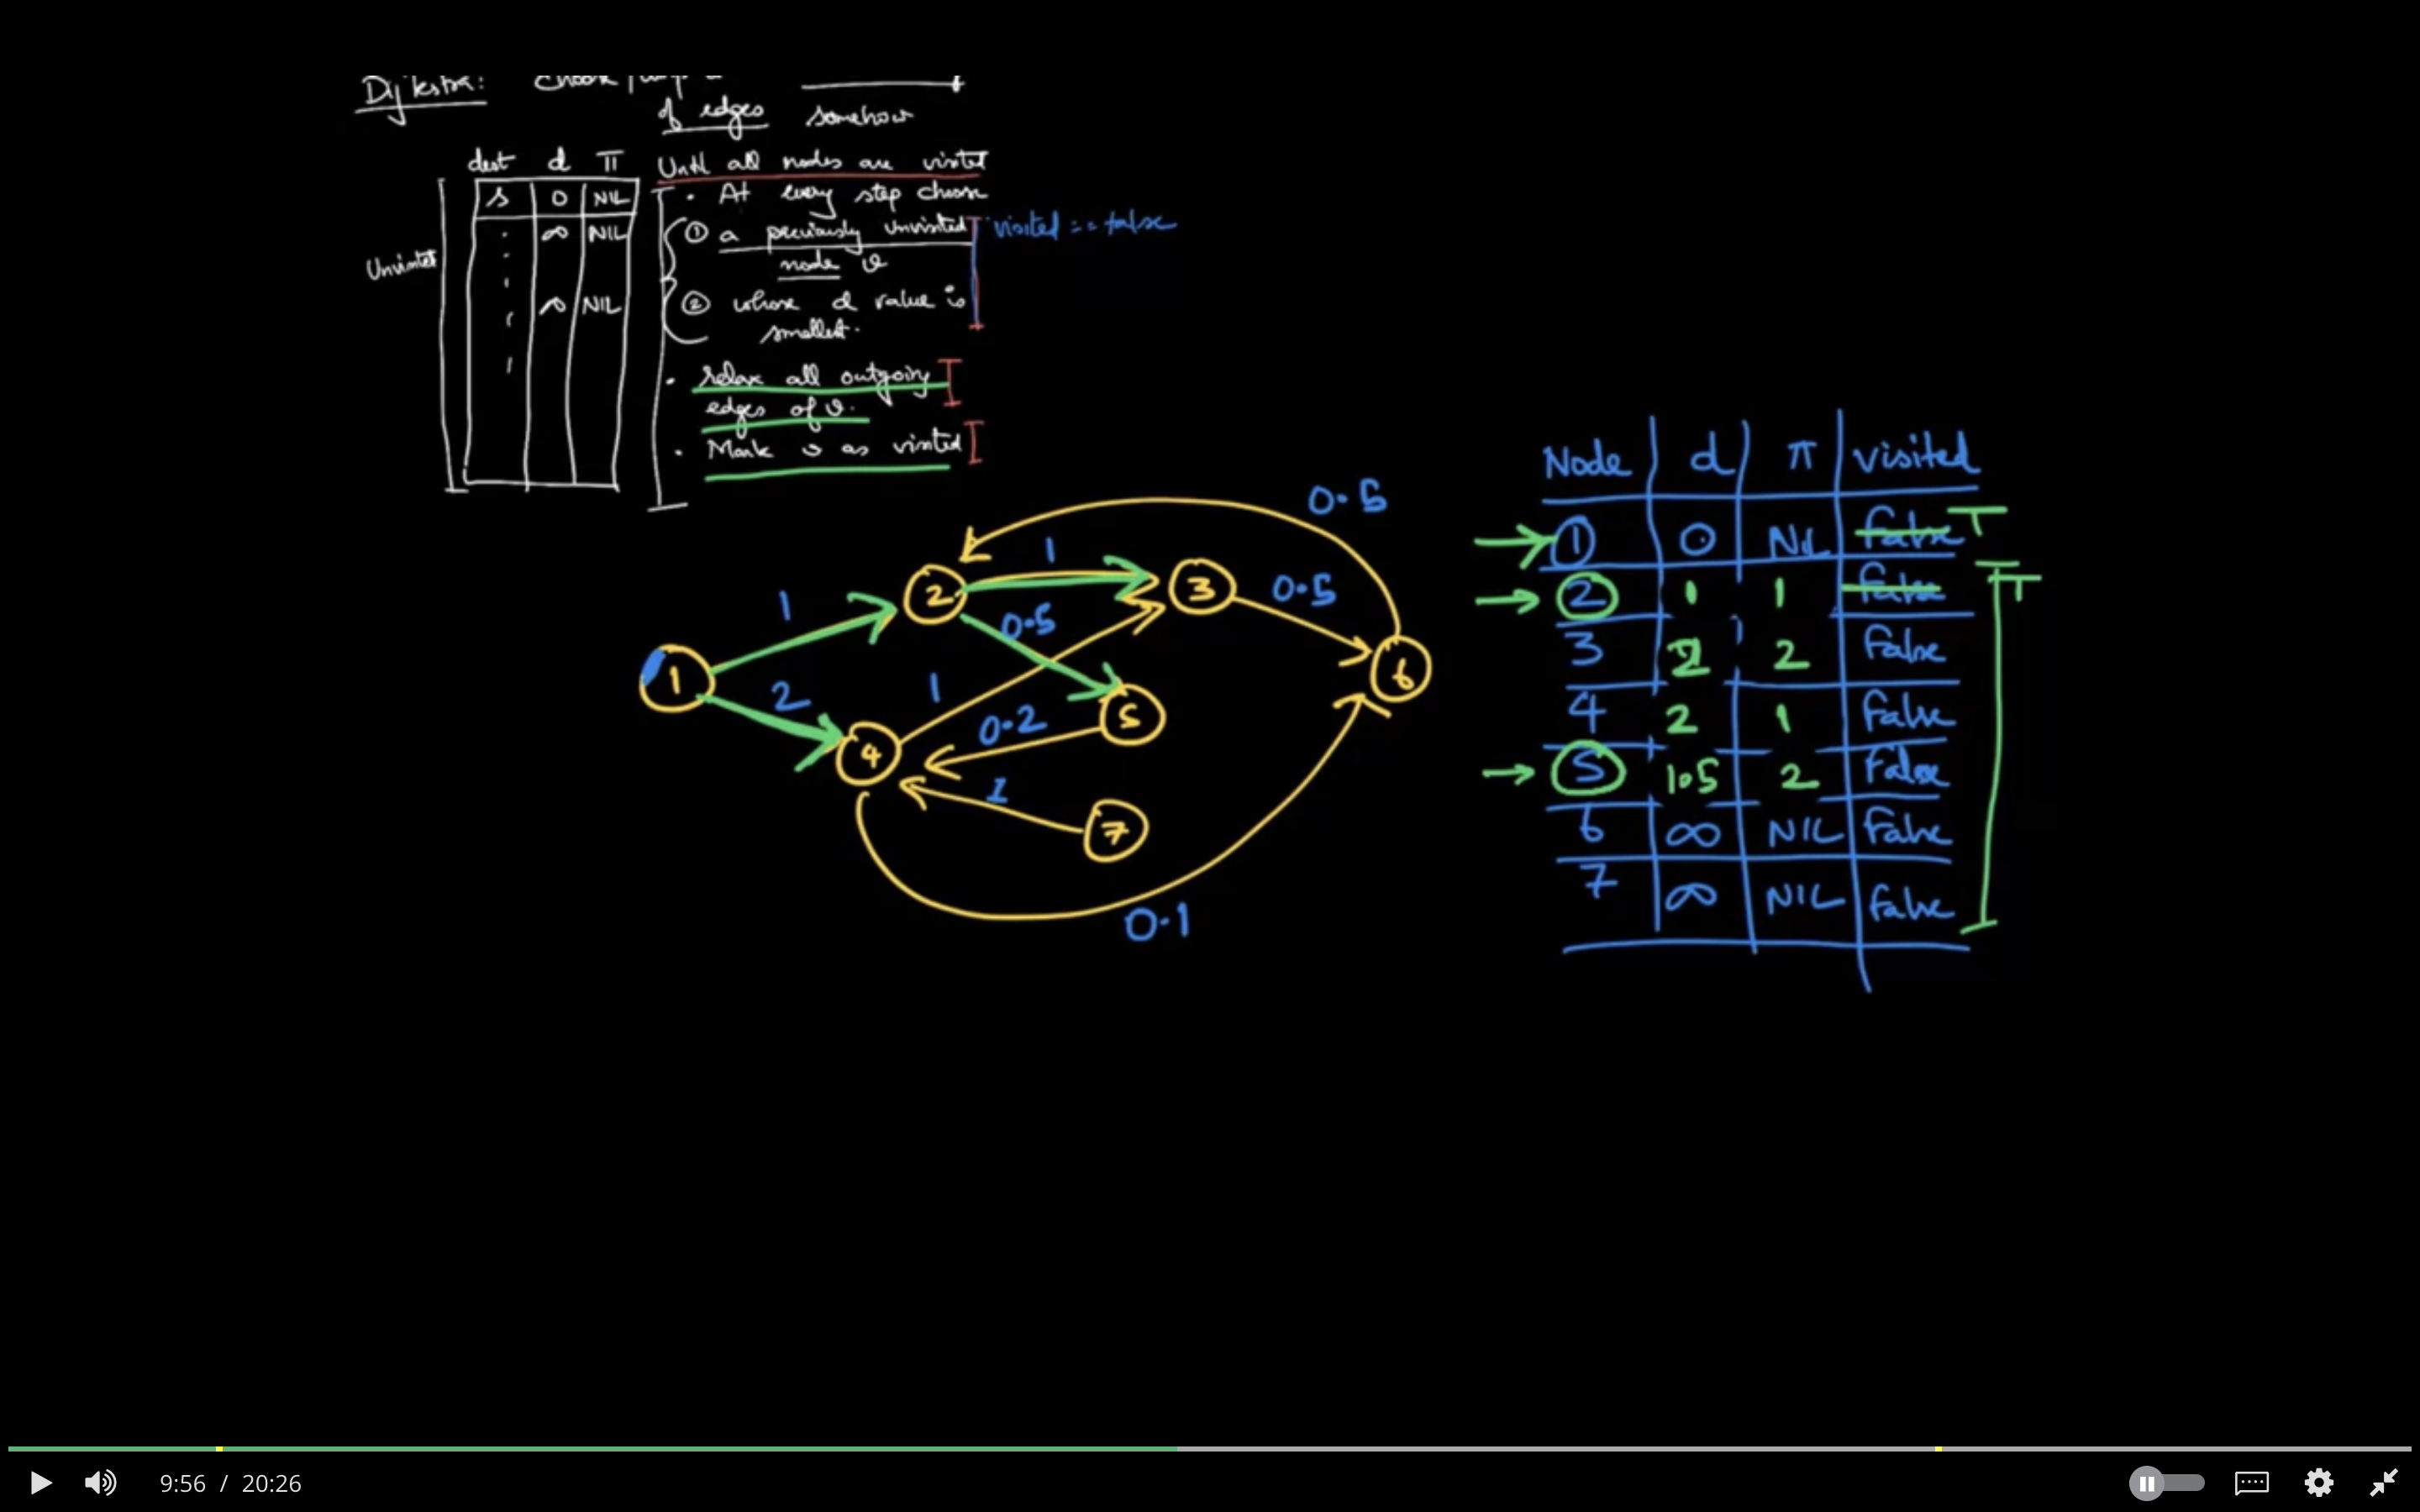 Dijkstra: choose
of edges somehow
dest d π Until all nodes are visited
s 0 NIL • At every step choose
∞ NIL ① a previously unvisited visited == false
Unvisited node v
∞ NIL ② whose d value is
smallest.
• relax all outgoing
edges of v.
• Mark v as visited
Node d π visited
1 0 NIL false T
2 1 1 false T
3 2 2 False
4 2 1 False
5 1.5 2 False
6 ∞ NIL False
7 ∞ NIL false
0.5
1
2 3
1 0.5
0.5
1 6
2 1
5
4 0.2
1
7
0.1
9:56 / 20:26